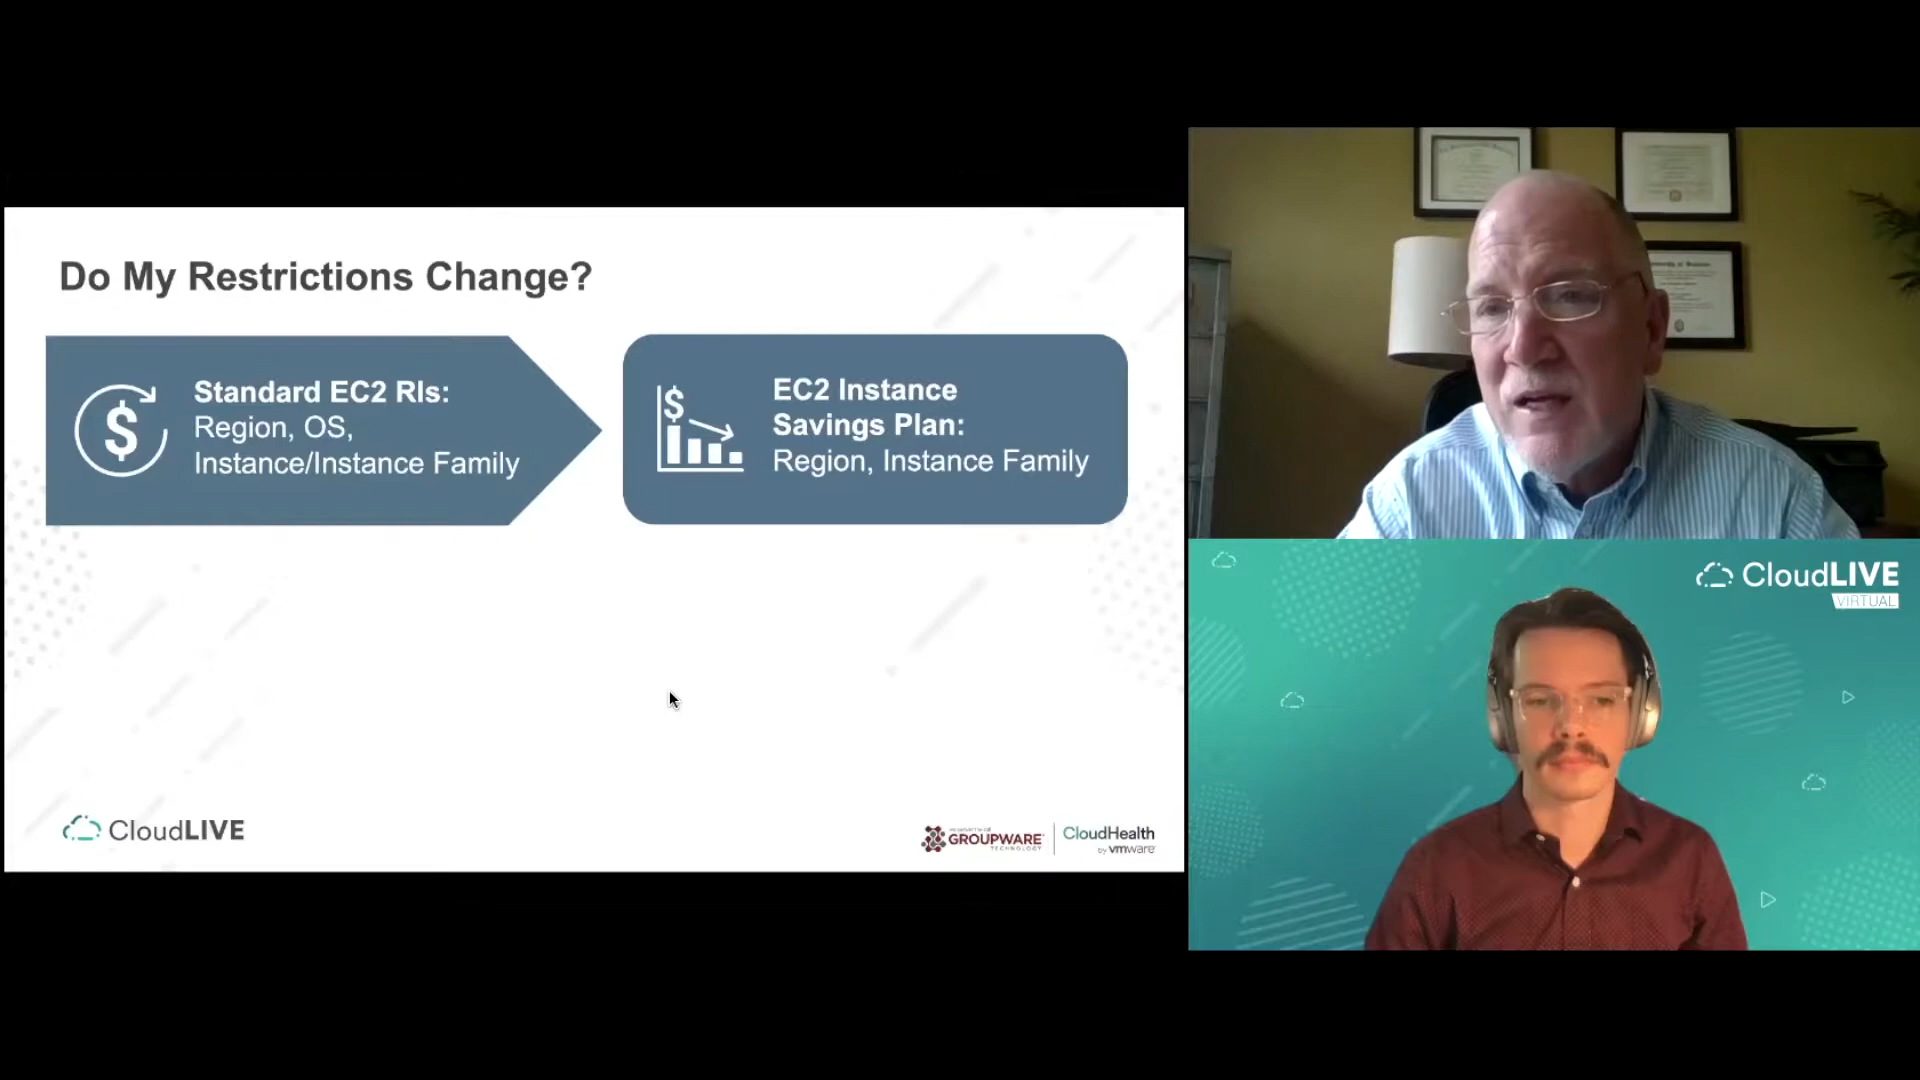 Do My Restrictions Change?
$
Standard EC2 RIs:
Region, OS,
Instance/Instance Family
$
EC2 Instance
Savings Plan:
Region, Instance Family
CloudLIVE
GROUPWARE
TECHNOLOGY
CloudHealth
by vmware
CloudLIVE
VIRTUAL